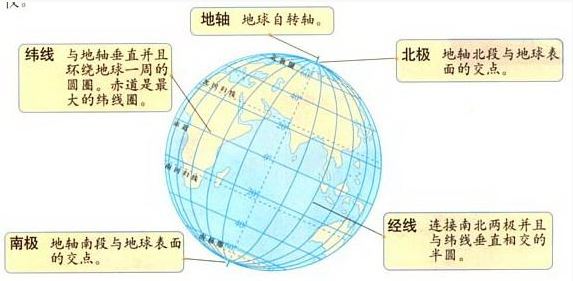 地轴 地球自转轴。
纬线 与地轴垂直并且
环绕地球一周的
圆圈。赤道是最
大的纬线圈。
北极 地轴北段与地球表
面的交点。
北极圈
北回归线
赤道
南回归线
南极圈
南极 地轴南段与地球表面
的交点。
经线 连接南北两极并且
与纬线垂直相交的
半圆。